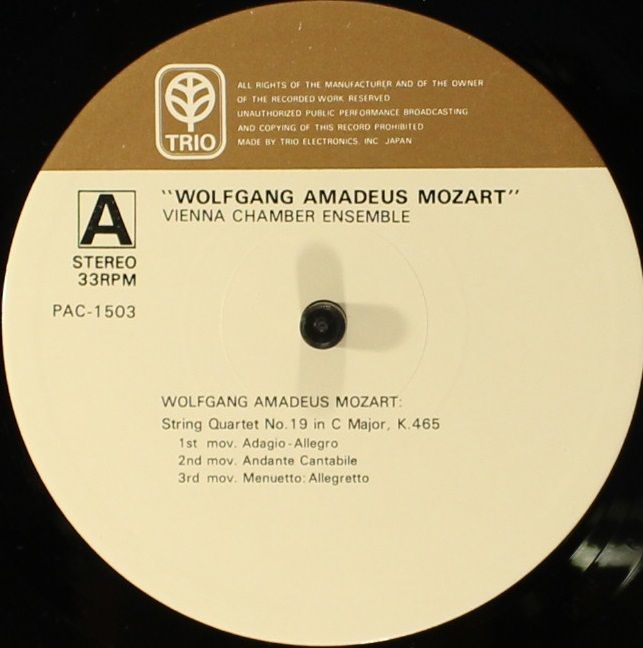 TRIO
ALL RIGHTS OF THE MANUFACTURER AND OF THE OWNER
OF THE RECORDED WORK RESERVED
UNAUTHORIZED PUBLIC PERFORMANCE BROADCASTING
AND COPYING OF THIS RECORD PROHIBITED
MADE BY TRIO ELECTRONICS. INC JAPAN
A
STEREO
33RPM
PAC-1503
"WOLFGANG AMADEUS MOZART"
VIENNA CHAMBER ENSEMBLE
WOLFGANG AMADEUS MOZART:
String Quartet No.19 in C Major, K.465
1st mov. Adagio-Allegro
2nd mov. Andante Cantabile
3rd mov. Menuetto: Allegretto